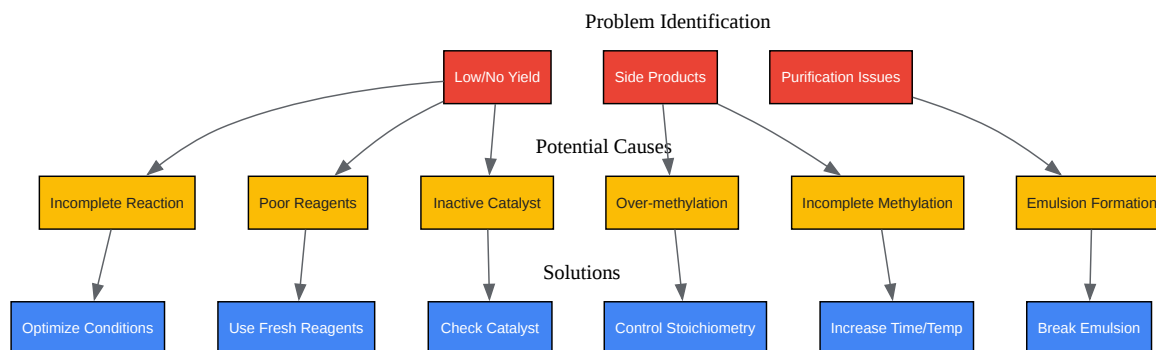 Problem Identification
Low/No Yield
Side Products
Purification Issues
Potential Causes
Incomplete Reaction
Poor Reagents
Inactive Catalyst
Over-methylation
Incomplete Methylation
Emulsion Formation
Solutions
Optimize Conditions
Use Fresh Reagents
Check Catalyst
Control Stoichiometry
Increase Time/Temp
Break Emulsion